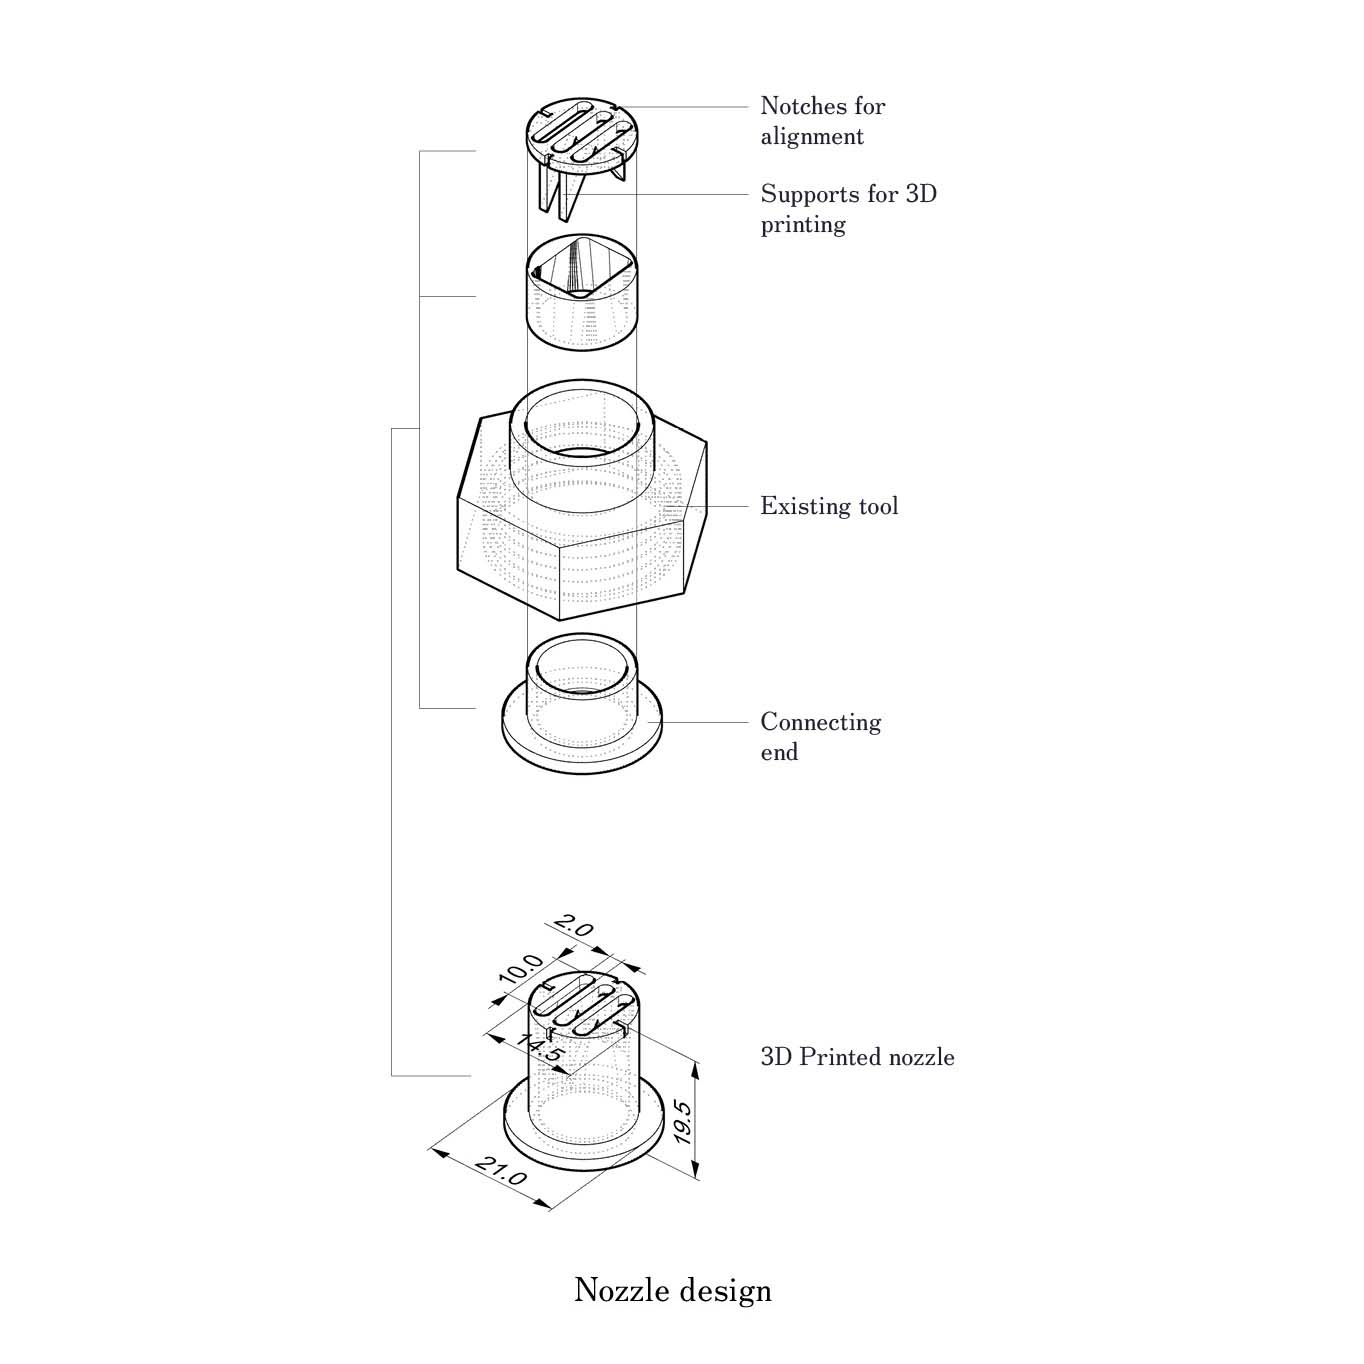 Notches for
alignment
Supports for 3D
printing
Existing tool
Connecting
end
2.0
10.0
14.5
3D Printed nozzle
19.5
21.0
Nozzle design